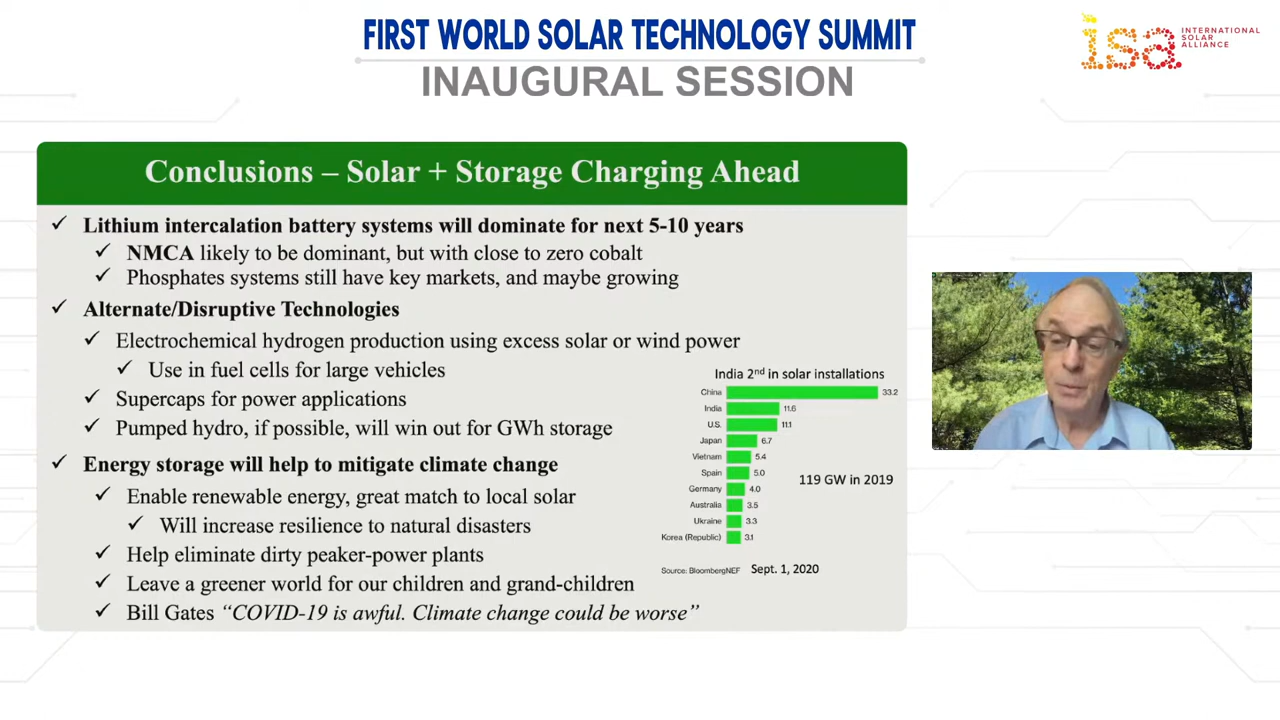 FIRST WORLD SOLAR TECHNOLOGY SUMMIT
INAUGURAL SESSION
isa INTERNATIONAL
SOLAR
ALLIANCE
Conclusions – Solar + Storage Charging Ahead
✓ Lithium intercalation battery systems will dominate for next 5-10 years
✓ NMCA likely to be dominant, but with close to zero cobalt
✓ Phosphates systems still have key markets, and maybe growing
✓ Alternate/Disruptive Technologies
✓ Electrochemical hydrogen production using excess solar or wind power
✓ Use in fuel cells for large vehicles
✓ Supercaps for power applications
✓ Pumped hydro, if possible, will win out for GWh storage
✓ Energy storage will help to mitigate climate change
✓ Enable renewable energy, great match to local solar
✓ Will increase resilience to natural disasters
✓ Help eliminate dirty peaker-power plants
✓ Leave a greener world for our children and grand-children
✓ Bill Gates “COVID-19 is awful. Climate change could be worse”
India 2nd in solar installations
China 33.2
India 11.6
U.S. 11.1
Japan 6.7
Vietnam 5.4
Spain 5.0
Germany 4.0
Australia 3.5
Ukraine 3.3
Korea (Republic) 3.1
119 GW in 2019
Source: BloombergNEF Sept. 1, 2020